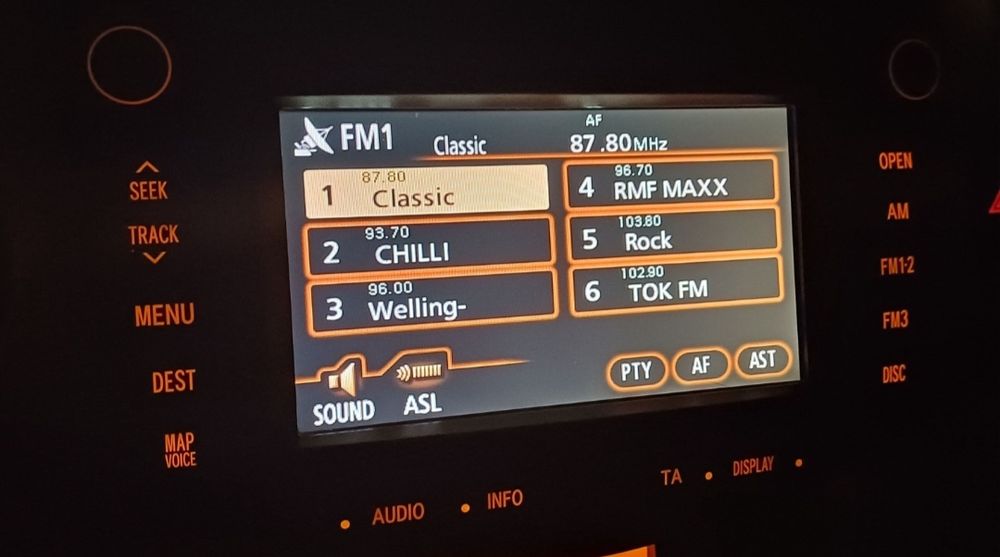 FM1 Classic AF 87.80 MHz
1 87.80 Classic
2 93.70 CHILLI
3 96.00 Welling-
4 96.70 RMF MAXX
5 103.80 Rock
6 102.90 TOK FM
SOUND ASL
PTY AF AST
SEEK
TRACK
MENU
DEST
MAP
VOICE
OPEN
AM
FM1·2
FM3
DISC
AUDIO INFO TA DISPLAY